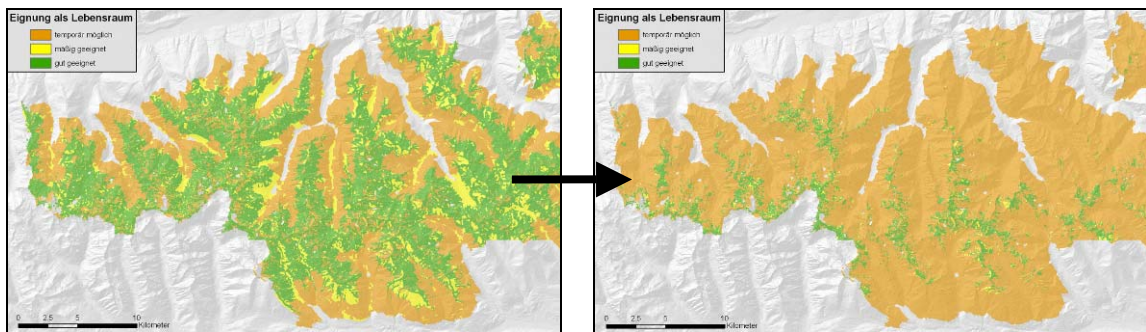 Eignung als Lebensraum
temporär möglich
mäßig geeignet
gut geeignet
0 2.5 5 10
Kilometer
Eignung als Lebensraum
temporär möglich
mäßig geeignet
gut geeignet
0 2.5 5 10
Kilometer